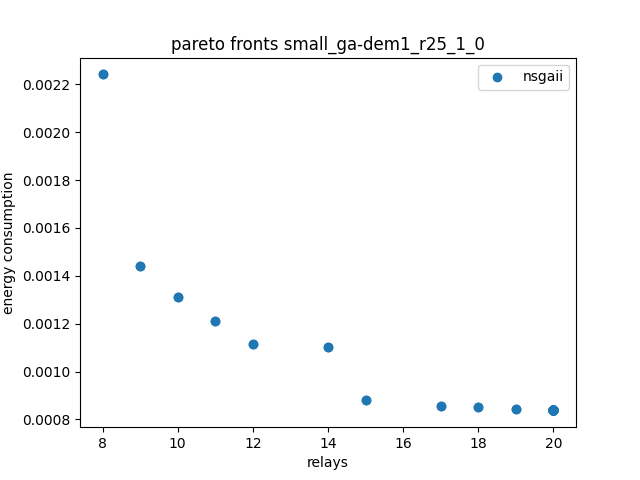 pareto fronts small_ga-dem1_r25_1_0
nsgaii
energy consumption
0.0022
0.0020
0.0018
0.0016
0.0014
0.0012
0.0010
0.0008
8 10 12 14 16 18 20
relays